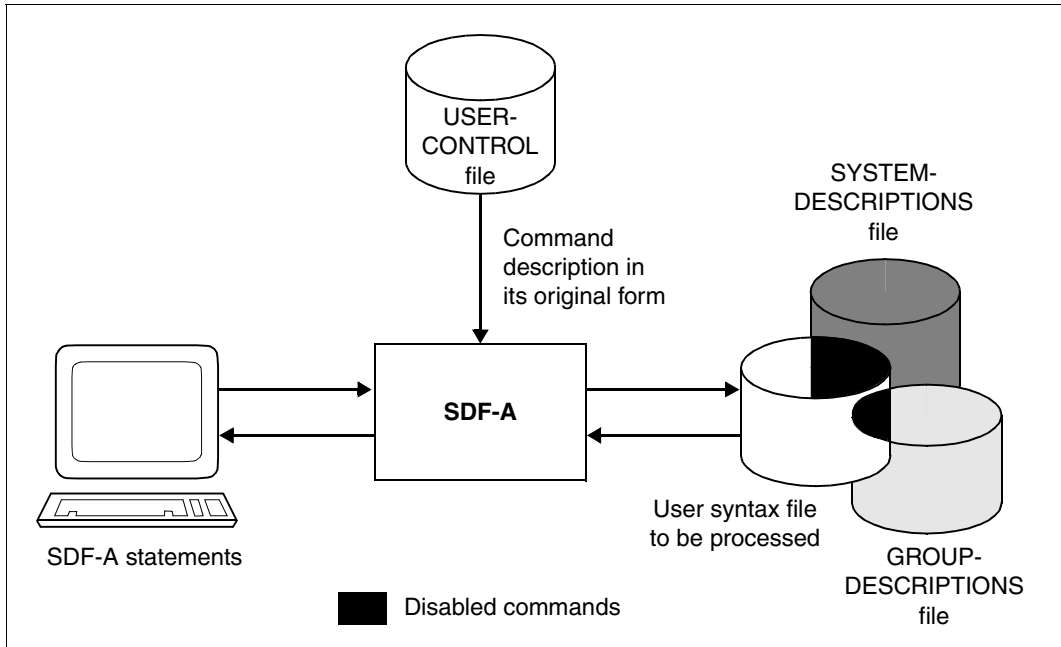 USER-
CONTROL
file
SYSTEM-
DESCRIPTIONS
file
Command
description in
its original form
SDF-A
SDF-A statements
User syntax file
to be processed
GROUP-
DESCRIPTIONS
file
Disabled commands